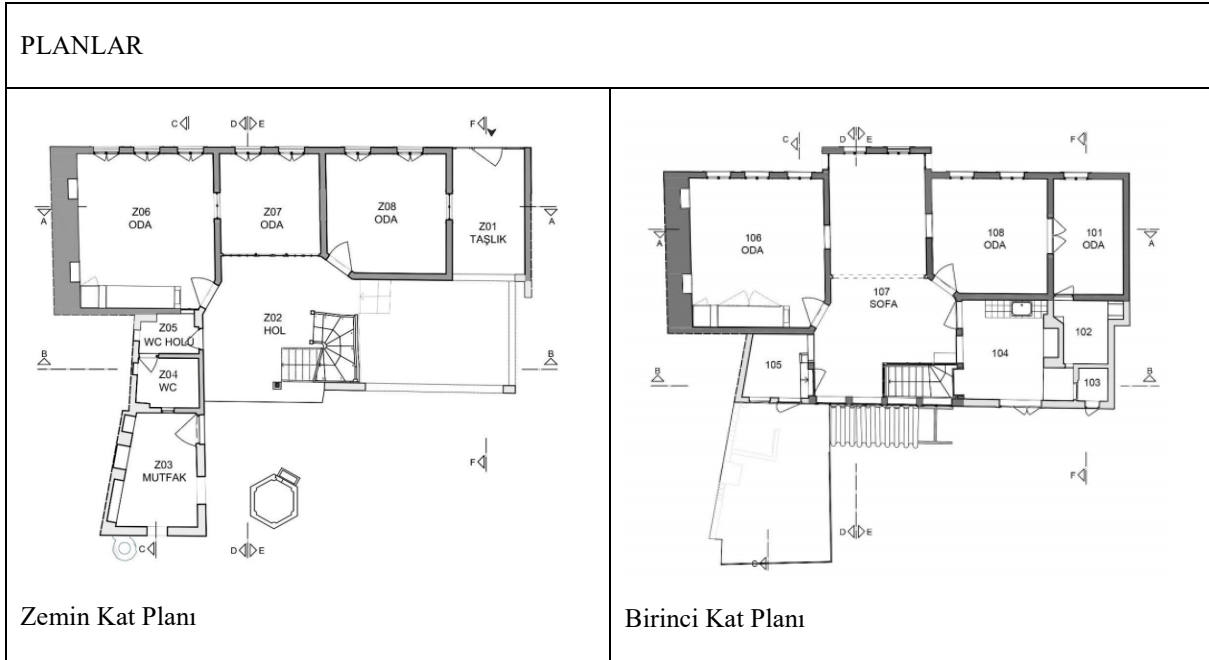 PLANLAR
C
D E
F
Z06
ODA
Z07
ODA
Z08
ODA
Z01
TAŞLIK
A
A
Z05
WC HOLÜ
Z02
HOL
B
B
Z04
WC
Z03
MUTFAK
F
C
D E
Zemin Kat Planı
C
D E
F
106
ODA
108
ODA
101
ODA
A
A
107
SOFA
102
104
105
103
B
B
F
D E
C
Birinci Kat Planı